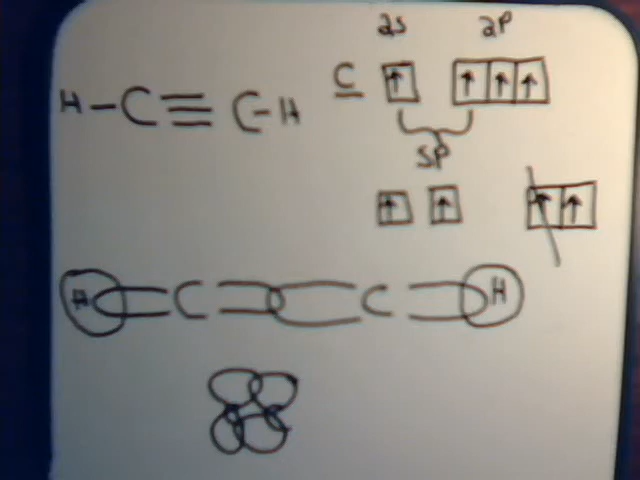 2s 2P
H-C≡C-H C ↑ ↑ ↑ ↑
SP
↑ ↑ ↑ ↑
H C C H